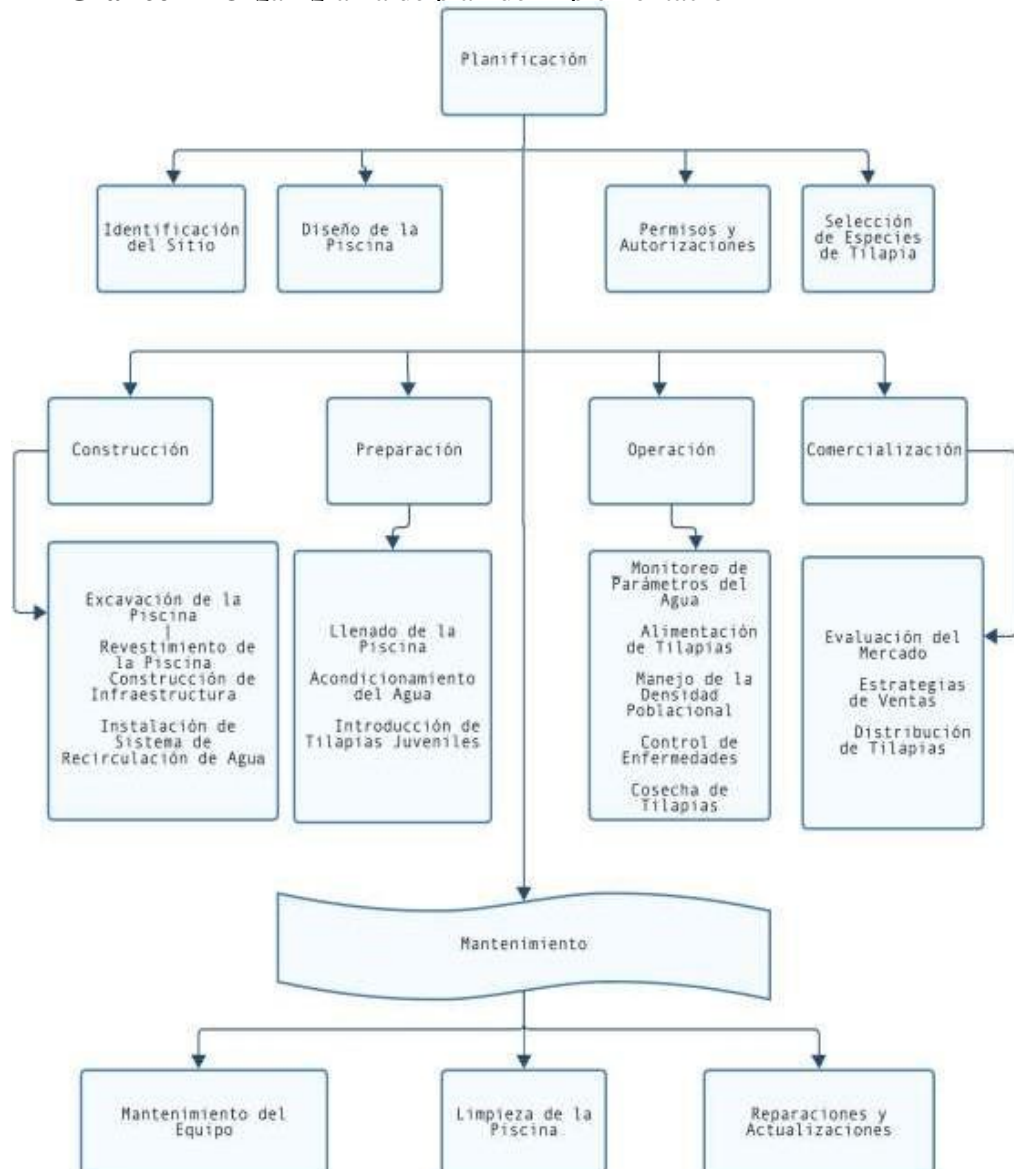 Planificación
Identificación
del Sitio
Diseño de la
Piscina
Permisos y
Autorizaciones
Selección
de Especies
de Tilapia
Construcción
Preparación
Operación
Comercialización
Excavación de la
Piscina
|
Revestimiento de
la Piscina
Construcción de
Infraestructura
Instalación de
Sistema de
Recirculación de Agua
Llenado de la
Piscina
Acondicionamiento
del Agua
Introducción de
Tilapias Juveniles
Monitoreo de
Parámetros del
Agua
Alimentación
de Tilapias
Manejo de la
Densidad
Poblacional
Control de
Enfermedades
Cosecha de
Tilapias
Evaluación del
Mercado
Estrategias
de Ventas
Distribución
de Tilapias
Mantenimiento
Mantenimiento del
Equipo
Limpieza de la
Piscina
Reparaciones y
Actualizaciones